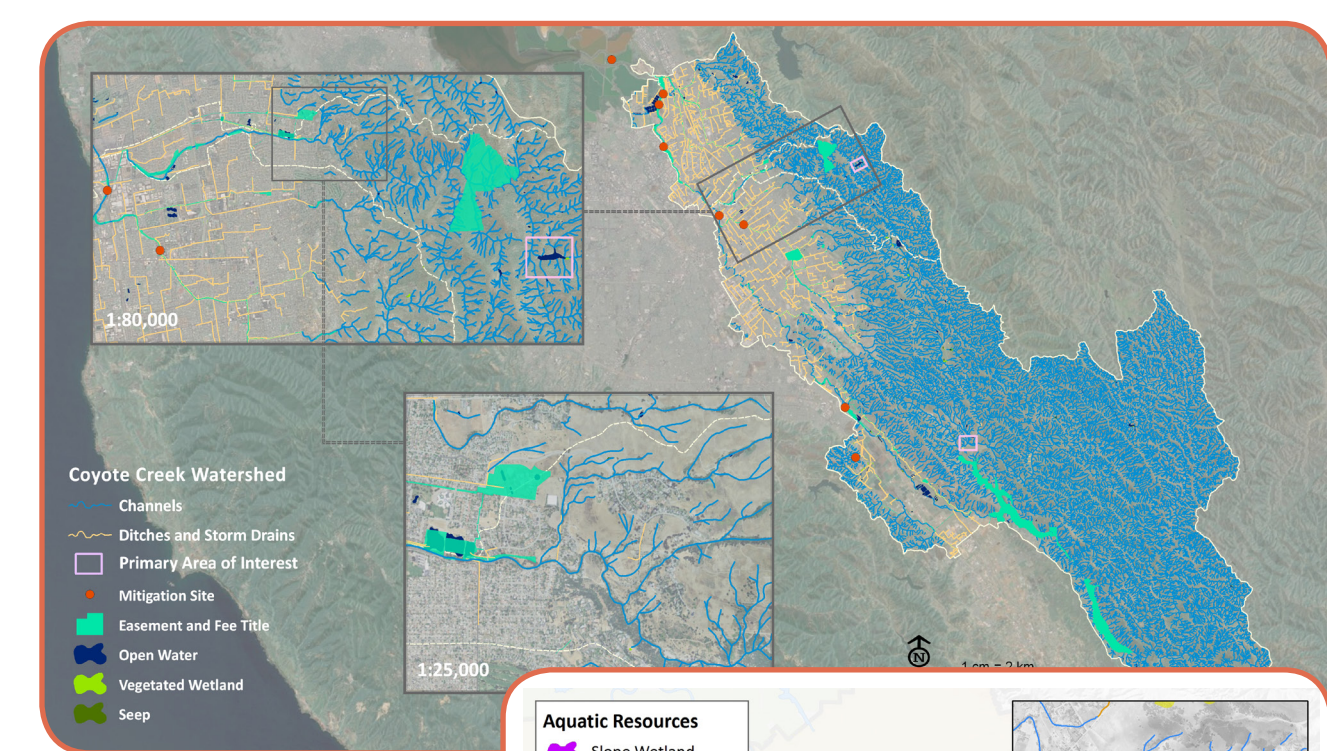 1:80,000
Coyote Creek Watershed
Channels
Ditches and Storm Drains
Primary Area of Interest
Mitigation Site
Easement and Fee Title
Open Water
Vegetated Wetland
Seep
1:25,000
N
1 cm = 2 km
Aquatic Resources
Slope Wetland